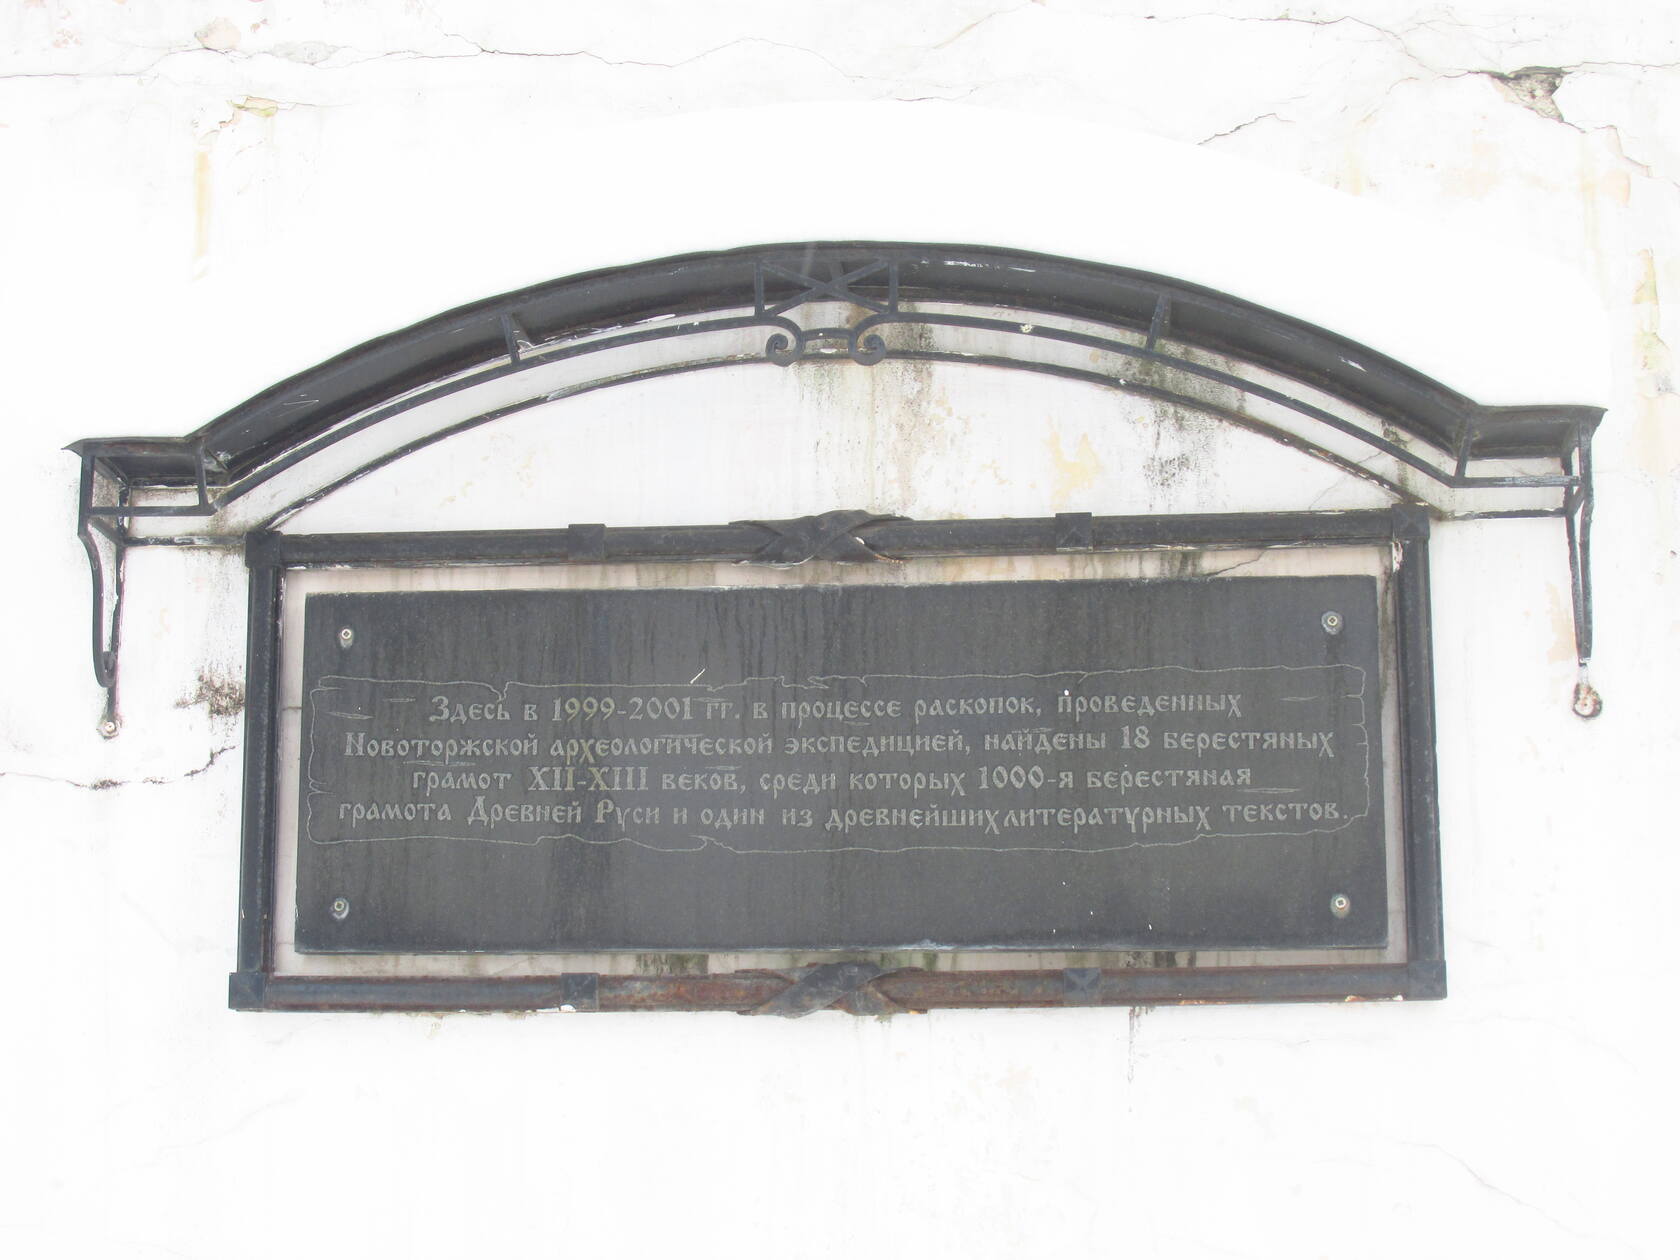 Здесь в 1999-2001 гг. в процессе раскопок, проведенных
Новоторжской археологической экспедицией, найдены 18 берестяных
грамот XII-XIII веков, среди которых 1000-я берестяная
грамота Древней Руси и один из древнейших литературных текстов.